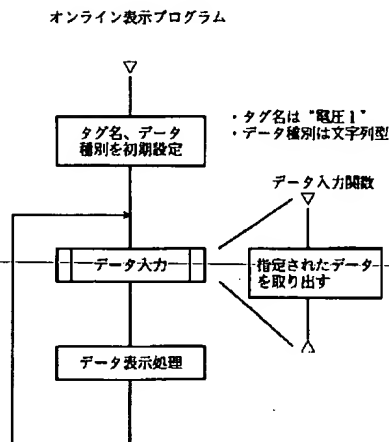 オンライン表示プログラム
タグ名、データ
種別を初期設定
・タグ名は "電圧1"
・データ種別は文字列型
データ入力関数
データ入力
指定されたデータ
を取り出す
データ表示処理